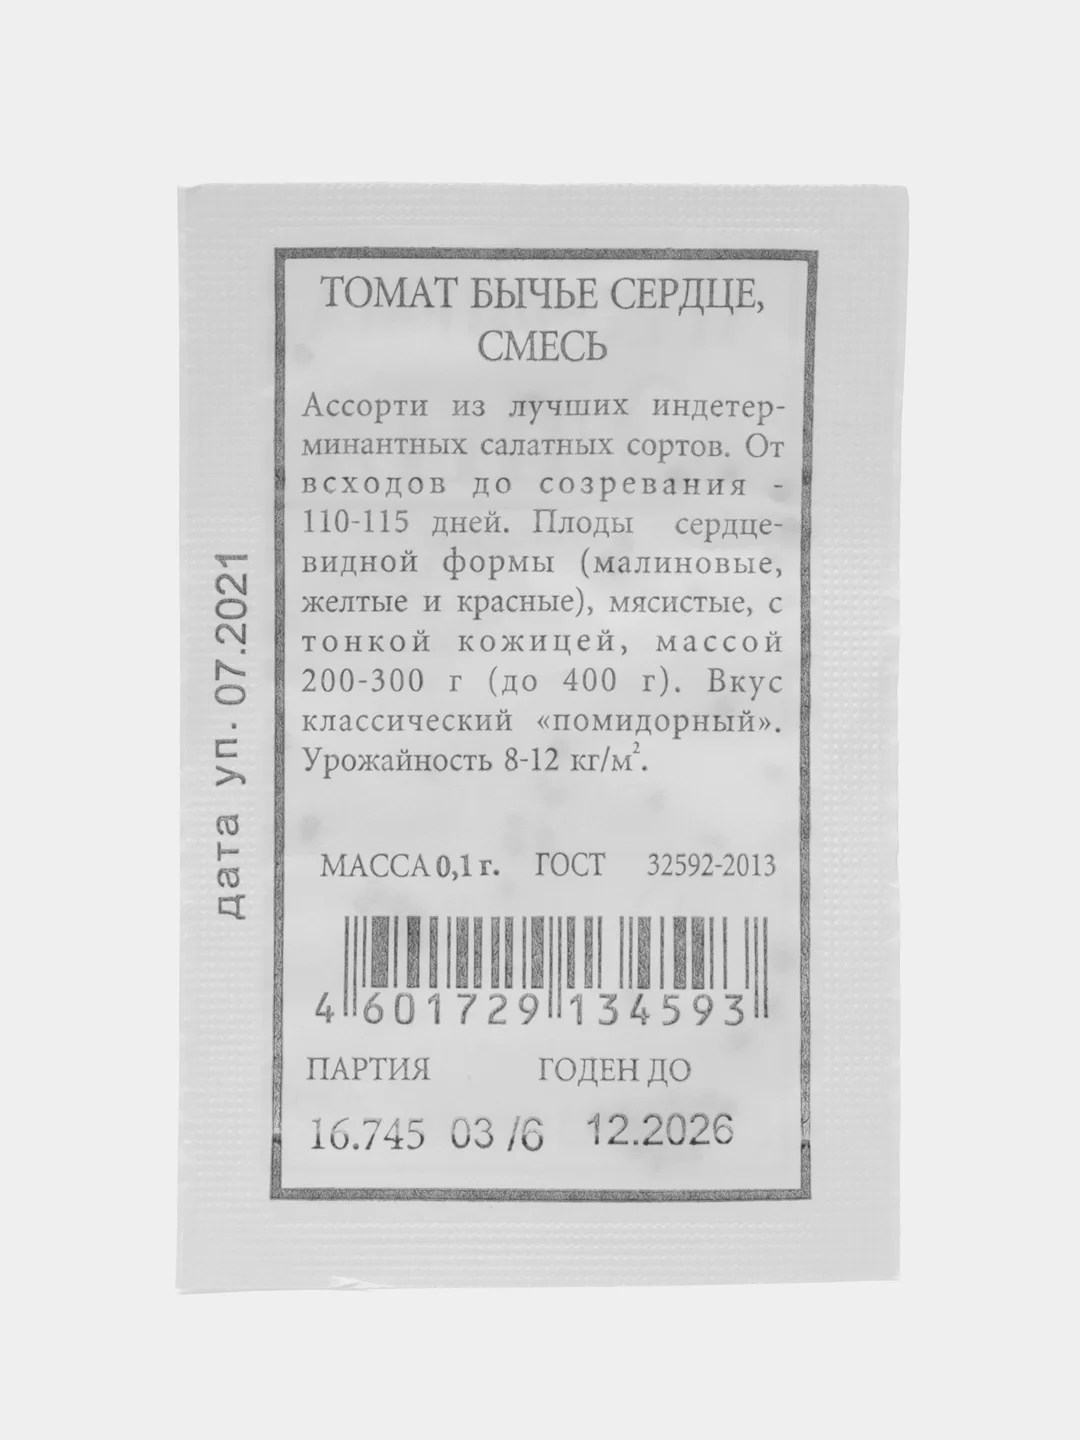 ТОМАТ БЫЧЬЕ СЕРДЦЕ,
СМЕСЬ
Ассорти из лучших индетер-
минантных салатных сортов. От
всходов до созревания -
110-115 дней. Плоды сердце-
видной формы (малиновые,
желтые и красные), мясистые, с
тонкой кожицей, массой
200-300 г (до 400 г). Вкус
классический «помидорный».
Урожайность 8-12 кг/м².
МАССА 0,1 г. ГОСТ 32592-2013
4 601729 134593
ПАРТИЯ ГОДЕН ДО
16.745 03 /6 12.2026
дата уп. 07.2021